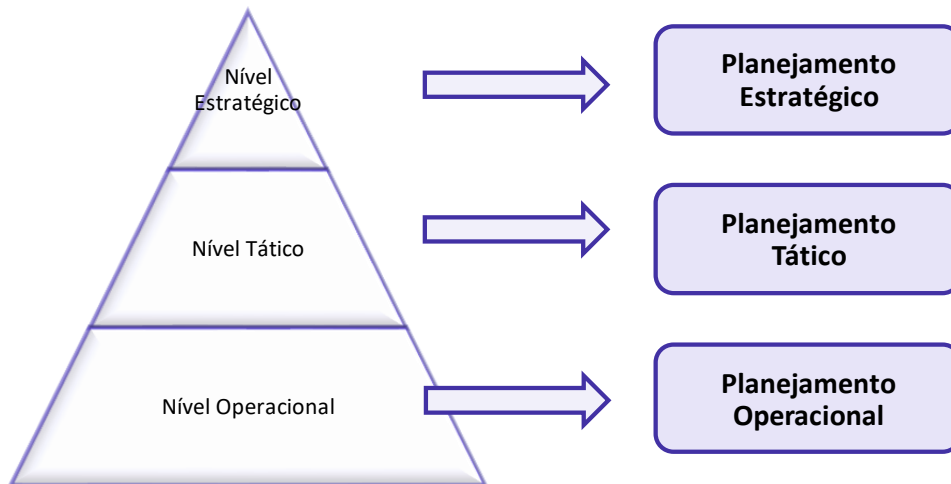 Nível
Estratégico
Planejamento
Estratégico
Nível Tático
Planejamento
Tático
Nível Operacional
Planejamento
Operacional